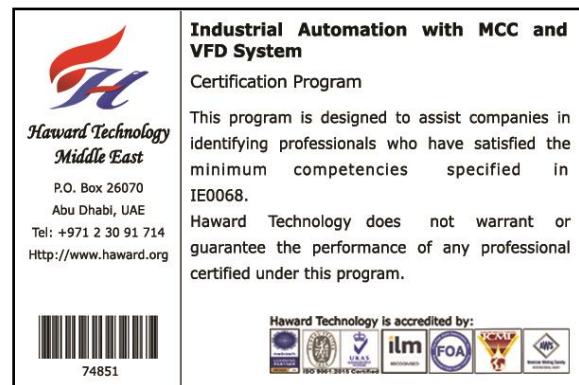 Haward Technology
Middle East
P.O. Box 26070
Abu Dhabi, UAE
Tel: +971 2 30 91 714
Http://www.haward.org
74851
Industrial Automation with MCC and
VFD System
Certification Program
This program is designed to assist companies in
identifying professionals who have satisfied the
minimum competencies specified in
IE0068.
Haward Technology does not warrant or
guarantee the performance of any professional
certified under this program.
Haward Technology is accredited by:
UKAS
ISO 9001:2015 Certified
ilm
RECOGNISED
FOA
ICML
AWS